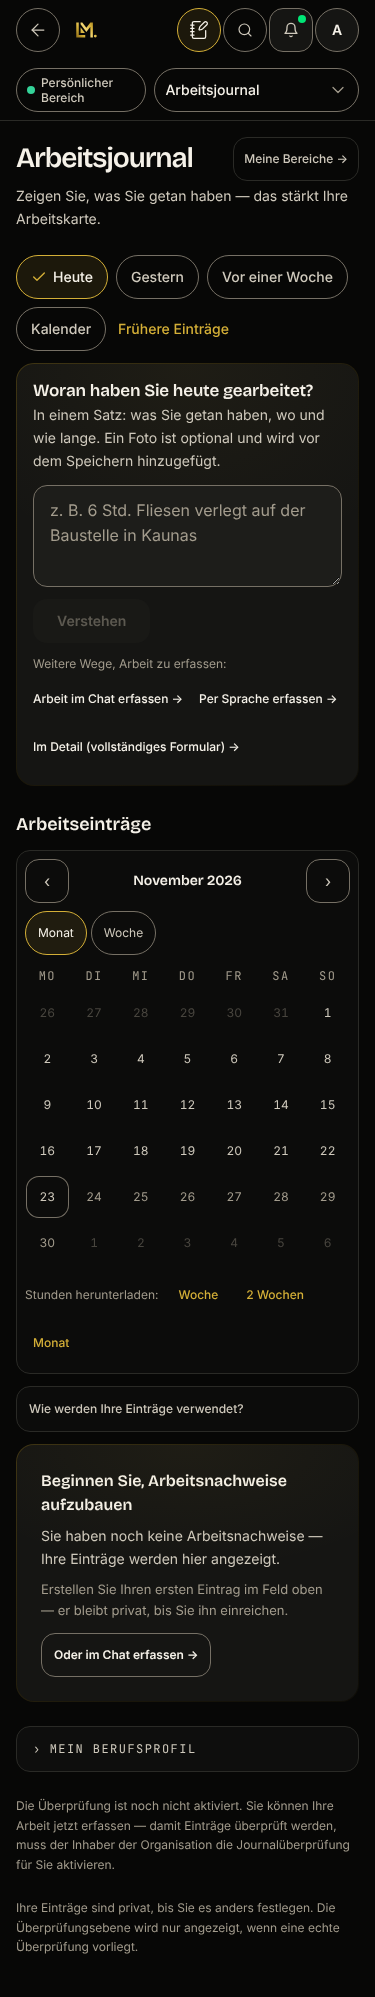 LM.
A
Persönlicher
Bereich
Arbeitsjournal
Arbeitsjournal
Meine Bereiche →
Zeigen Sie, was Sie getan haben — das stärkt Ihre
Arbeitskarte.
Heute
Gestern
Vor einer Woche
Kalender
Frühere Einträge
Woran haben Sie heute gearbeitet?
In einem Satz: was Sie getan haben, wo und
wie lange. Ein Foto ist optional und wird vor
dem Speichern hinzugefügt.
z. B. 6 Std. Fliesen verlegt auf der
Baustelle in Kaunas
Verstehen
Weitere Wege, Arbeit zu erfassen:
Arbeit im Chat erfassen → Per Sprache erfassen →
Im Detail (vollständiges Formular) →
Arbeitseinträge
‹ November 2026 ›
Monat Woche
MO DI MI DO FR SA SO
26 27 28 29 30 31 1
2 3 4 5 6 7 8
9 10 11 12 13 14 15
16 17 18 19 20 21 22
23 24 25 26 27 28 29
30 1 2 3 4 5 6
Stunden herunterladen: Woche 2 Wochen
Monat
Wie werden Ihre Einträge verwendet?
Beginnen Sie, Arbeitsnachweise
aufzubauen
Sie haben noch keine Arbeitsnachweise —
Ihre Einträge werden hier angezeigt.
Erstellen Sie Ihren ersten Eintrag im Feld oben
— er bleibt privat, bis Sie ihn einreichen.
Oder im Chat erfassen →
› MEIN BERUFSPROFIL
Die Überprüfung ist noch nicht aktiviert. Sie können Ihre
Arbeit jetzt erfassen — damit Einträge überprüft werden,
muss der Inhaber der Organisation die Journalüberprüfung
für Sie aktivieren.
Ihre Einträge sind privat, bis Sie es anders festlegen. Die
Überprüfungsebene wird nur angezeigt, wenn eine echte
Überprüfung vorliegt.